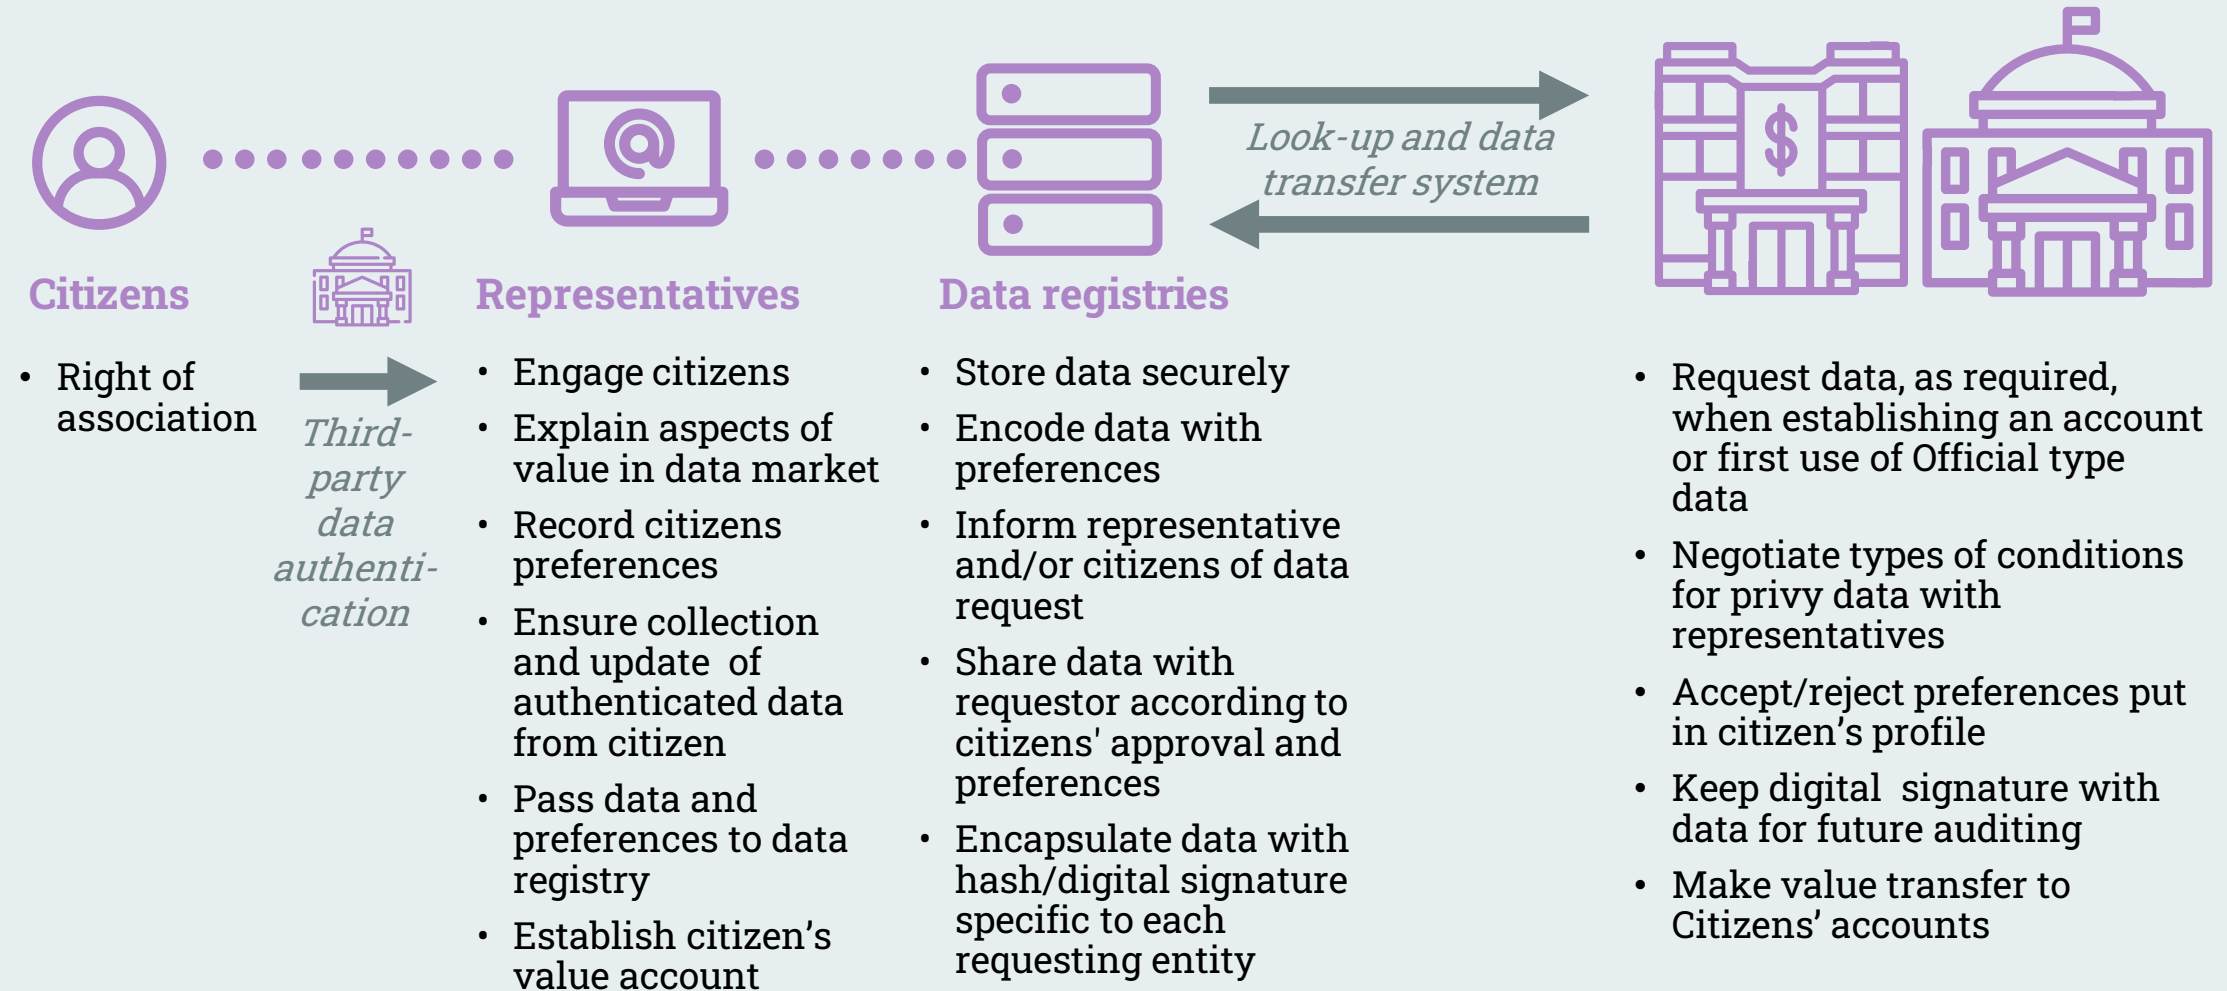 Look-up and data
transfer system
Citizens
• Right of
association
Third-
party
data
authenti-
cation
Representatives
• Engage citizens
• Explain aspects of
value in data market
• Record citizens
preferences
• Ensure collection
and update  of
authenticated data
from citizen
• Pass data and
preferences to data
registry
• Establish citizen’s
value account
Data registries
• Store data securely
• Encode data with
preferences
• Inform representative
and/or citizens of data
request
• Share data with
requestor according to
citizens' approval and
preferences
• Encapsulate data with
hash/digital signature
specific to each
requesting entity
$
• Request data, as required,
when establishing an account
or first use of Official type
data
• Negotiate types of conditions
for privy data with
representatives
• Accept/reject preferences put
in citizen’s profile
• Keep digital  signature with
data for future auditing
• Make value transfer to
Citizens’ accounts